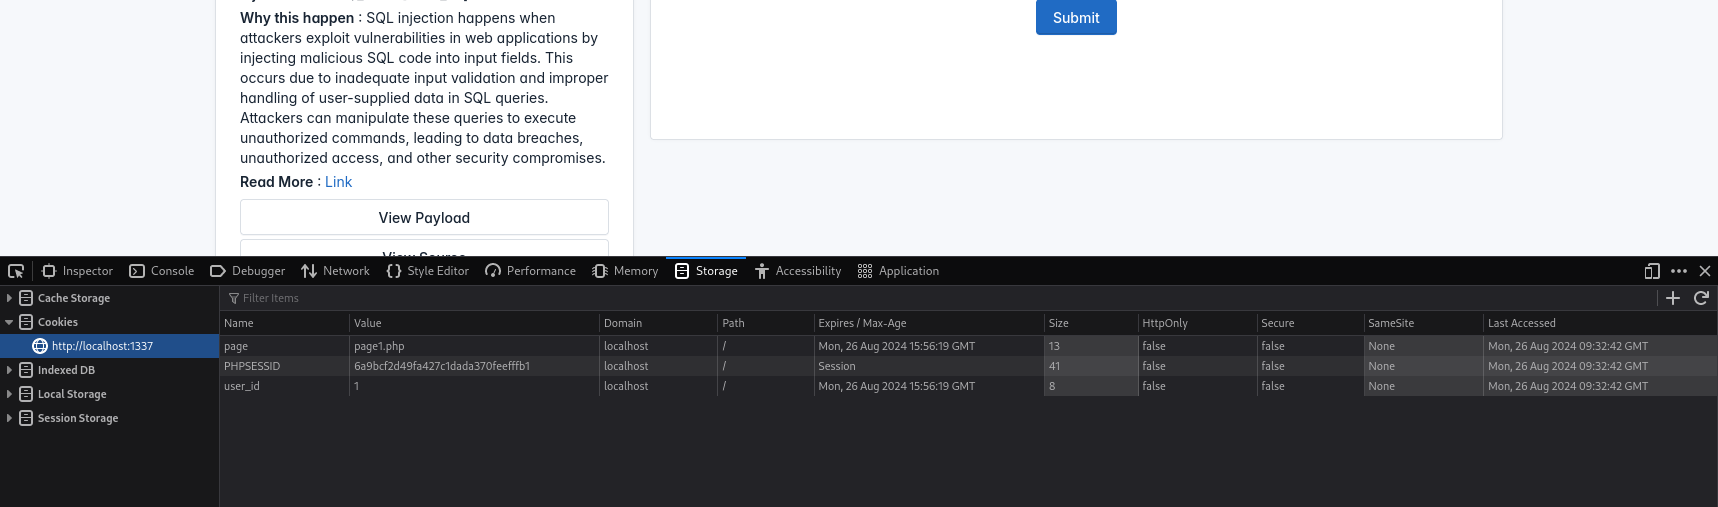 Why this happen : SQL injection happens when
attackers exploit vulnerabilities in web applications by
injecting malicious SQL code into input fields. This
occurs due to inadequate input validation and improper
handling of user-supplied data in SQL queries.
Attackers can manipulate these queries to execute
unauthorized commands, leading to data breaches,
unauthorized access, and other security compromises.
Read More : Link
View Payload
View Source
Submit
Inspector Console Debugger Network Style Editor Performance Memory Storage Accessibility Application
Cache Storage
Cookies
http://localhost:1337
Indexed DB
Local Storage
Session Storage
Filter Items
Name Value Domain Path Expires / Max-Age Size HttpOnly Secure SameSite Last Accessed
page page1.php localhost / Mon, 26 Aug 2024 15:56:19 GMT 13 false false None Mon, 26 Aug 2024 09:32:42 GMT
PHPSESSID 6a9bcf2d49fa427c1dada370feefffb1 localhost / Session 41 false false None Mon, 26 Aug 2024 09:32:42 GMT
user_id 1 localhost / Mon, 26 Aug 2024 15:56:19 GMT 8 false false None Mon, 26 Aug 2024 09:32:42 GMT